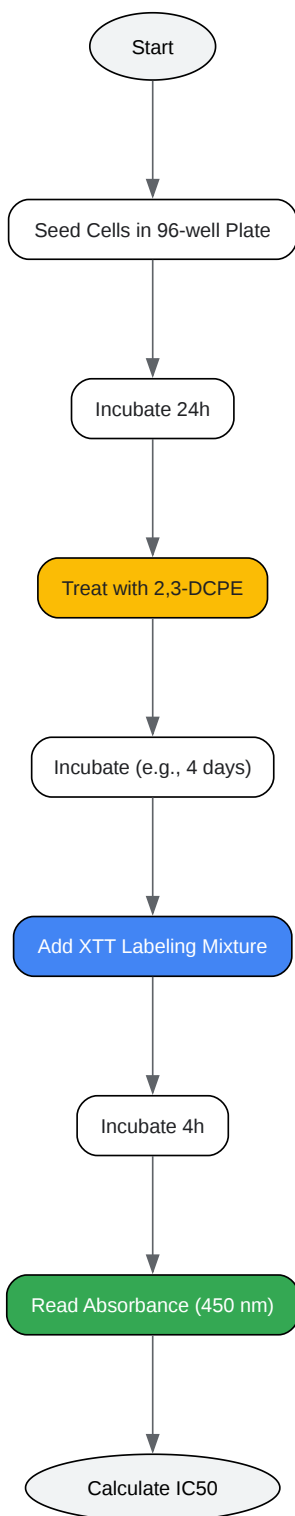 Start
Seed Cells in 96-well Plate
Incubate 24h
Treat with 2,3-DCPE
Incubate (e.g., 4 days)
Add XTT Labeling Mixture
Incubate 4h
Read Absorbance (450 nm)
Calculate IC50